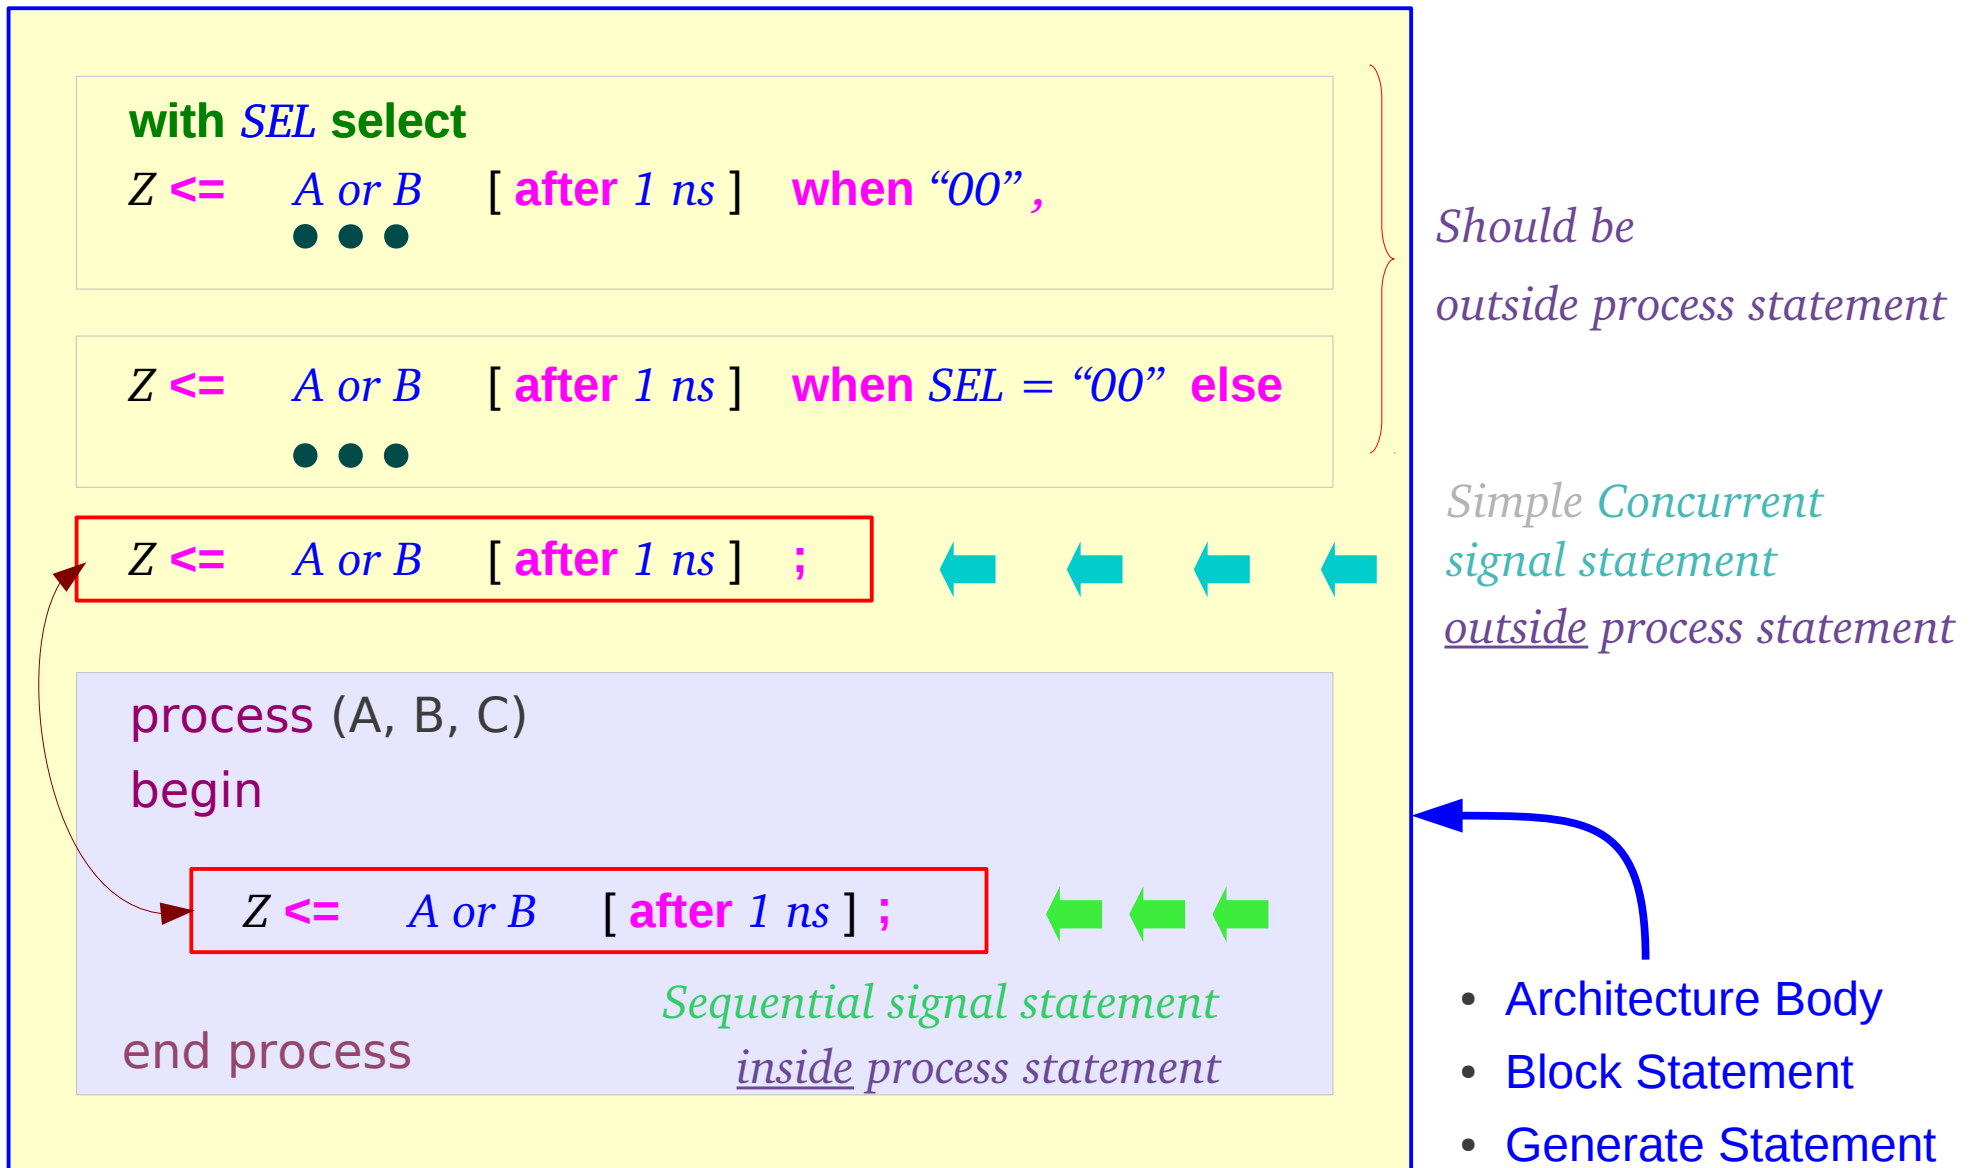 with SEL select
Z <= A or B [ after 1 ns ] when “00” ,
Should be
outside process statement
Z <= A or B [ after 1 ns ] when SEL = “00” else
Simple Concurrent
signal statement
outside process statement
Z <= A or B [ after 1 ns ] ;
process (A, B, C)
begin
Z <= A or B [ after 1 ns ] ;
Sequential signal statement
inside process statement
end process
• Architecture Body
• Block Statement
• Generate Statement